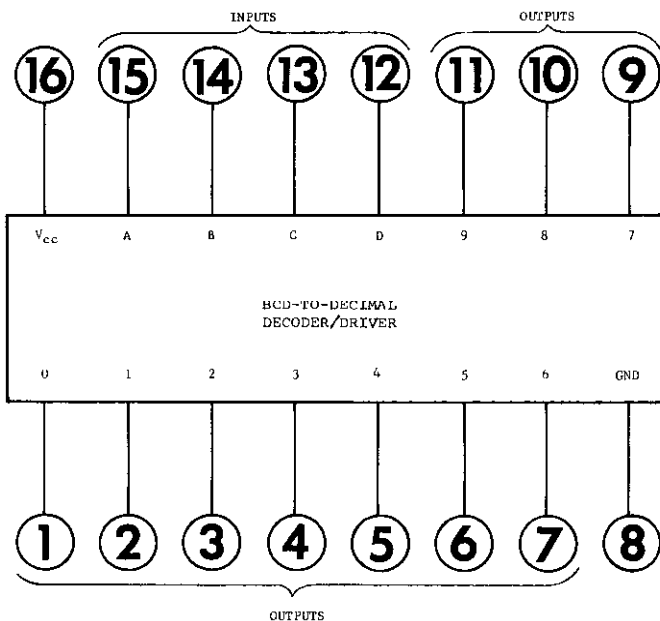 INPUTS OUTPUTS
16 15 14 13 12 11 10 9
Vcc A B C D 9 8 7
BCD-TO-DECIMAL
DECODER/DRIVER
0 1 2 3 4 5 6 GND
1 2 3 4 5 6 7 8
OUTPUTS